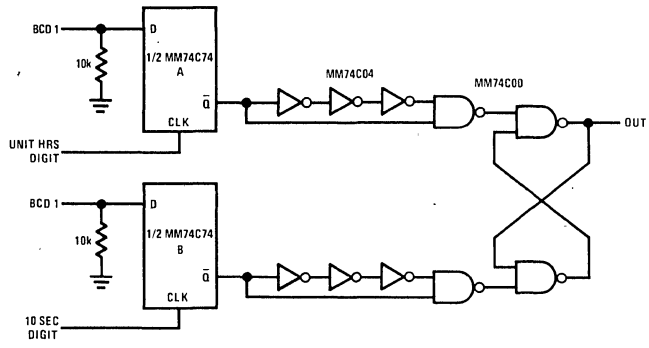 BCD 1
D
10k
1/2 MM74C74
A
Q̅
CLK
UNIT HRS
DIGIT
MM74C04
MM74C00
OUT
BCD 1
D
10k
1/2 MM74C74
B
Q̅
CLK
10 SEC
DIGIT